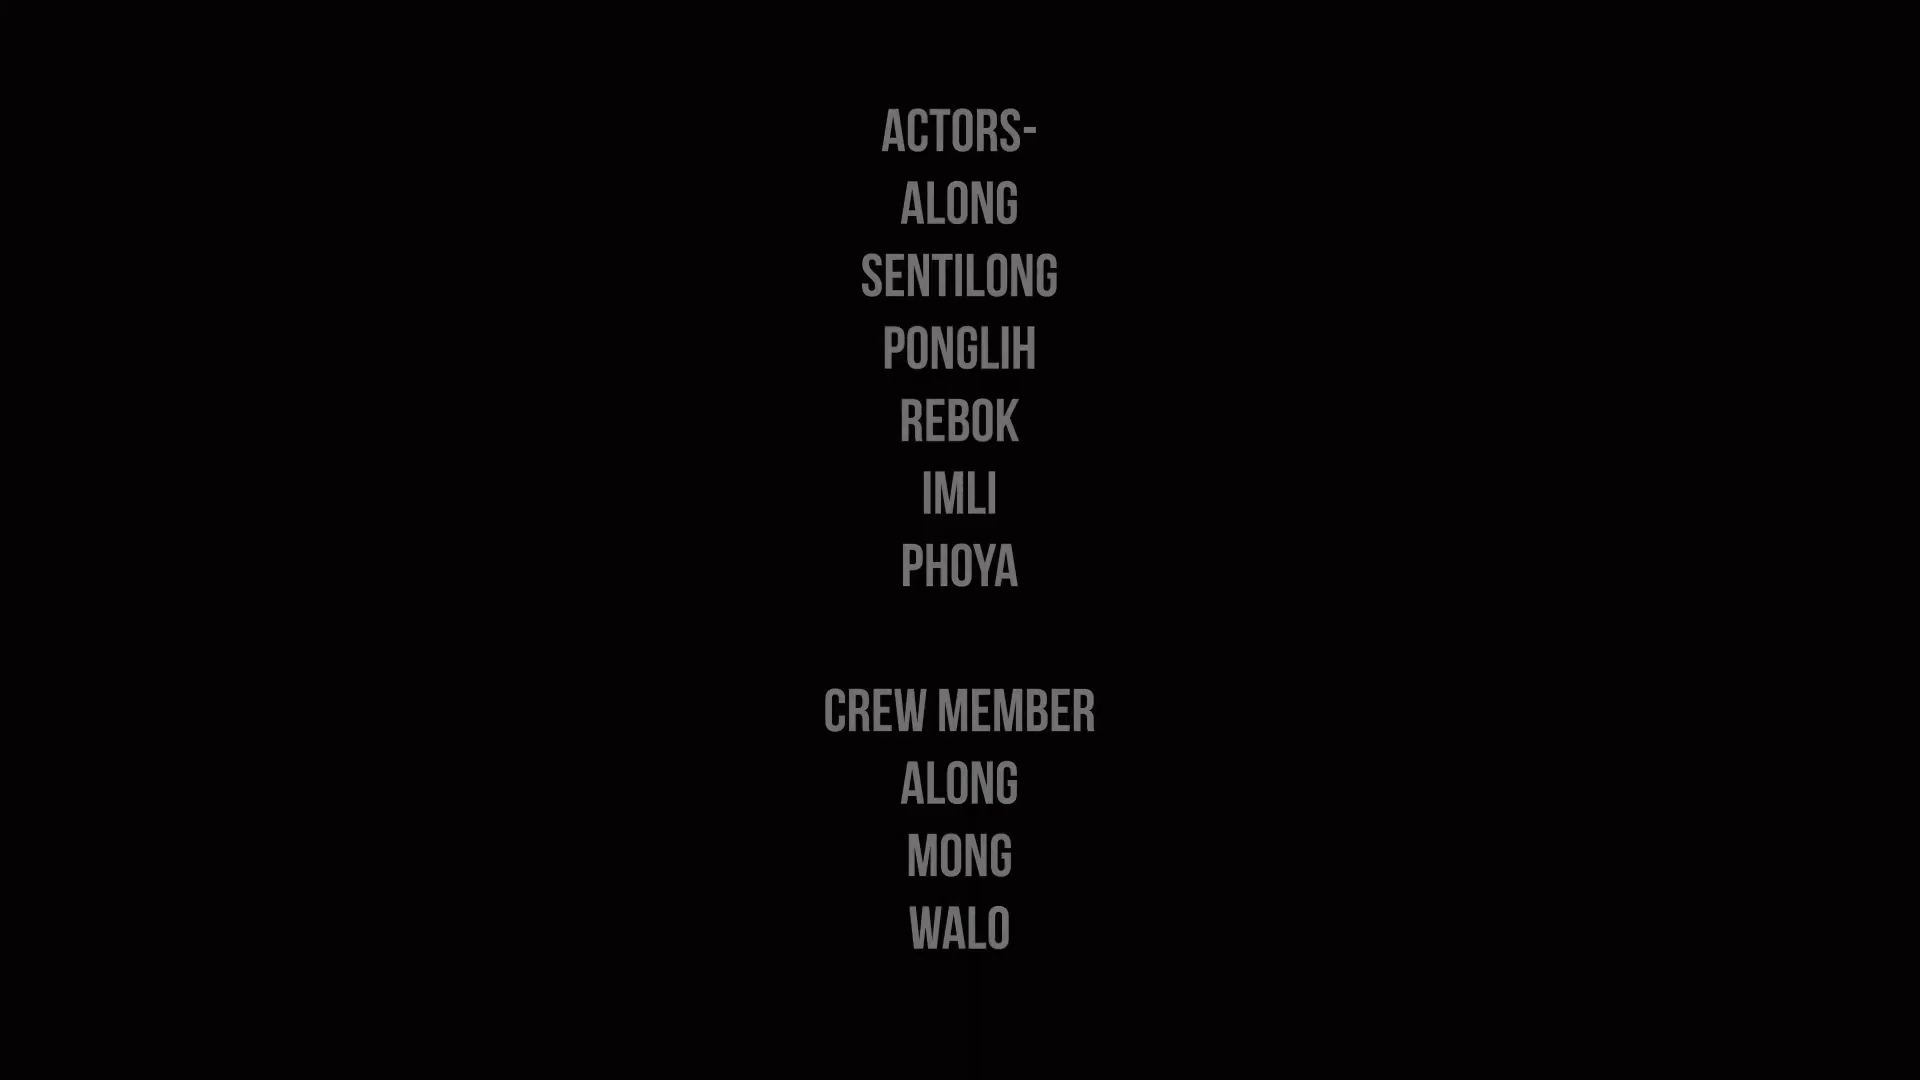 ACTORS-
ALONG
SENTILONG
PONGLIH
REBOK
IMLI
PHOYA
CREW MEMBER
ALONG
MONG
WALO